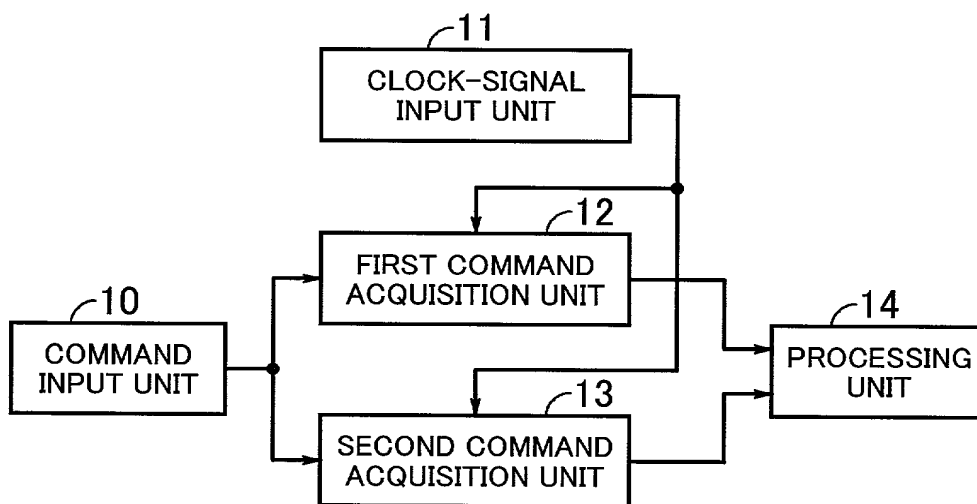 11
CLOCK-SIGNAL
INPUT UNIT
12
FIRST COMMAND
ACQUISITION UNIT
10
COMMAND
INPUT UNIT
14
PROCESSING
UNIT
13
SECOND COMMAND
ACQUISITION UNIT